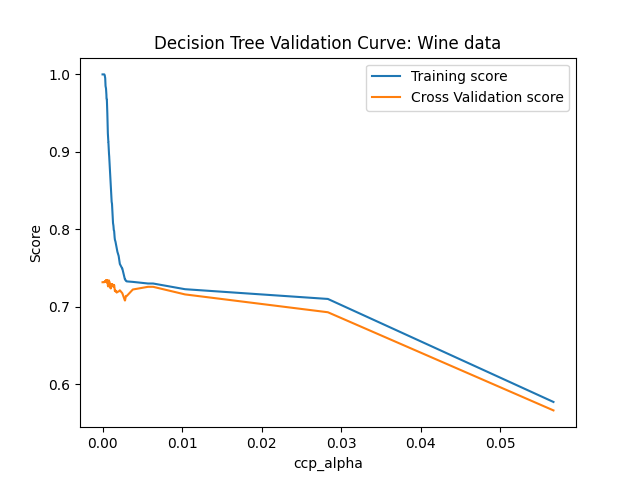 Decision Tree Validation Curve: Wine data
Training score
Cross Validation score
1.0
0.9
0.8
0.7
0.6
Score
0.00 0.01 0.02 0.03 0.04 0.05
ccp_alpha